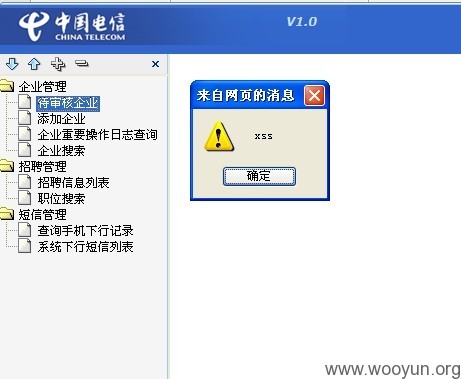 中国电信
CHINA TELECOM
V1.0
企业管理
待审核企业
添加企业
企业重要操作日志查询
企业搜索
招聘管理
招聘信息列表
职位搜索
短信管理
查询手机下行记录
系统下行短信列表
来自网页的消息
xss
确定
www.wooyun.org